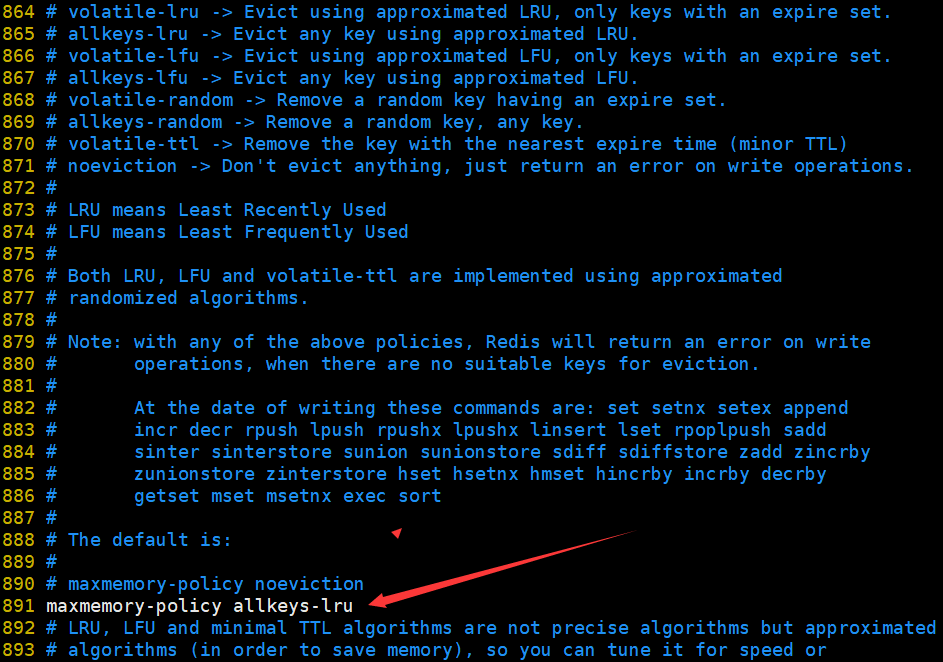 864 # volatile-lru -> Evict using approximated LRU, only keys with an expire set.
865 # allkeys-lru -> Evict any key using approximated LRU.
866 # volatile-lfu -> Evict using approximated LFU, only keys with an expire set.
867 # allkeys-lfu -> Evict any key using approximated LFU.
868 # volatile-random -> Remove a random key having an expire set.
869 # allkeys-random -> Remove a random key, any key.
870 # volatile-ttl -> Remove the key with the nearest expire time (minor TTL)
871 # noeviction -> Don't evict anything, just return an error on write operations.
872 #
873 # LRU means Least Recently Used
874 # LFU means Least Frequently Used
875 #
876 # Both LRU, LFU and volatile-ttl are implemented using approximated
877 # randomized algorithms.
878 #
879 # Note: with any of the above policies, Redis will return an error on write
880 #       operations, when there are no suitable keys for eviction.
881 #
882 #       At the date of writing these commands are: set setnx setex append
883 #       incr decr rpush lpush rpushx lpushx linsert lset rpoplpush sadd
884 #       sinter sinterstore sunion sunionstore sdiff sdiffstore zadd zincrby
885 #       zunionstore zinterstore hset hsetnx hmset hincrby incrby decrby
886 #       getset mset msetnx exec sort
887 #
888 # The default is:
889 #
890 # maxmemory-policy noeviction
891 maxmemory-policy allkeys-lru
892 # LRU, LFU and minimal TTL algorithms are not precise algorithms but approximated
893 # algorithms (in order to save memory), so you can tune it for speed or